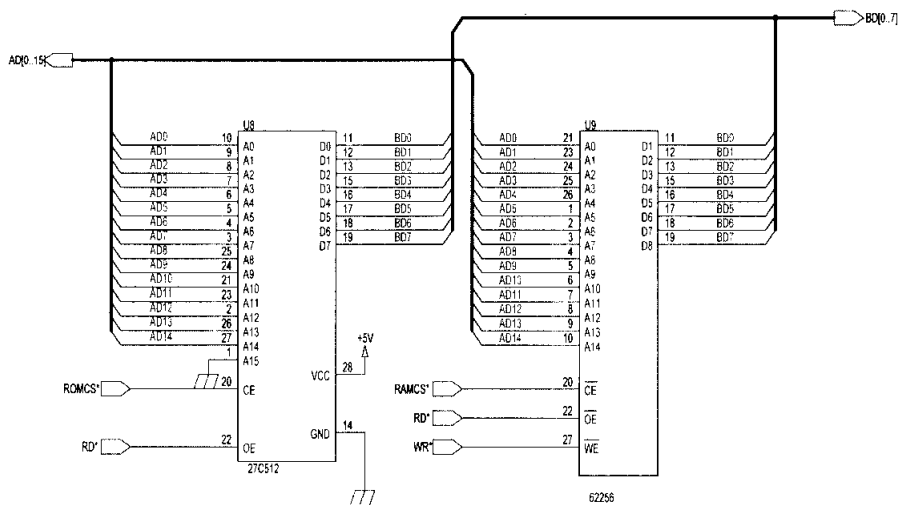 BD[0..7]
AD[0..15]
U8
U9
AD0 10 A0 D0 11 BD0
AD1 9 A1 D1 12 BD1
AD2 8 A2 D2 13 BD2
AD3 7 A3 D3 15 BD3
AD4 6 A4 D4 16 BD4
AD5 5 A5 D5 17 BD5
AD6 4 A6 D6 18 BD6
AD7 3 A7 D7 19 BD7
AD8 25 A8
AD9 24 A9
AD10 21 A10
AD11 23 A11
AD12 2 A12
AD13 26 A13
AD14 27 A14
1 A15
+5V
VCC 28
ROMCS* 20 CE
GND 14
RD* 22 OE
27C512
AD0 21 A0 D1 11 BD0
AD1 23 A1 D2 12 BD1
AD2 24 A2 D3 13 BD2
AD3 25 A3 D4 15 BD3
AD4 26 A4 D5 16 BD4
AD5 1 A5 D6 17 BD5
AD6 2 A6 D7 18 BD6
AD7 3 A7 D8 19 BD7
AD8 4 A8
AD9 5 A9
6 A10
AD11 7 A11
AD12 8 A12
AD13 9 A13
AD14 10 A14
RAMCS* 20 CE
RD* 22 OE
WR* 27 WE
62256